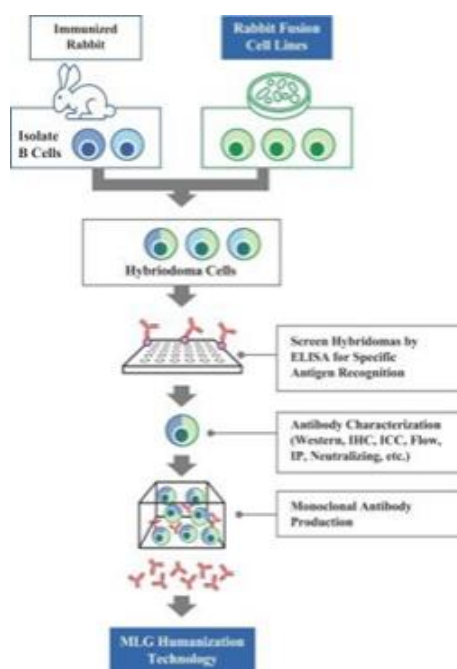 Immunized
Rabbit
Rabbit Fusion
Cell Lines
Isolate
B Cells
Hybriodoma Cells
Screen Hybridomas by
ELISA for Specific
Antigen Recognition
Antibody Characterization
(Western, IHC, ICC, Flow,
IP, Neutralizing, etc.)
Monoclonal Antibody
Production
MLG Humanization
Technology